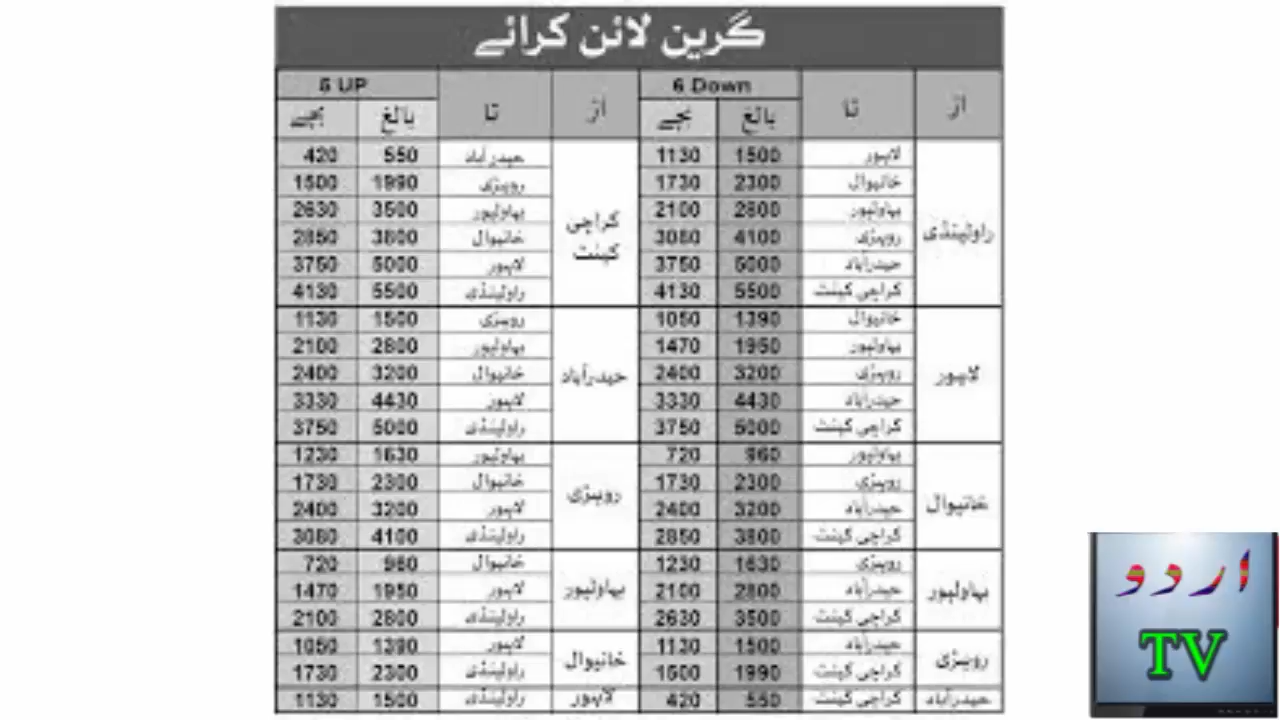 گرین لائن کرائے
از تا 6 Down 5 UP از تا
بالغ بچے بالغ بچے
راولپنڈی لاہور 1500 1130 کراچی کینٹ حیدرآباد 550 420
خانیوال 2300 1730 روہڑی 1990 1500
بہاولپور 2800 2100 بہاولپور 3500 2630
روہڑی 4100 3080 خانیوال 3800 2850
حیدرآباد 5000 3750 لاہور 5000 3750
کراچی کینٹ 5500 4130 راولپنڈی 5500 4130
لاہور خانیوال 1390 1050 حیدرآباد روہڑی 1500 1130
بہاولپور 1950 1470 بہاولپور 2800 2100
روہڑی 3200 2400 خانیوال 3200 2400
حیدرآباد 4430 3330 لاہور 4430 3330
کراچی کینٹ 5000 3750 راولپنڈی 5000 3750
خانیوال بہاولپور 960 720 روہڑی بہاولپور 1630 1230
روہڑی 2300 1730 خانیوال 2300 1730
حیدرآباد 3200 2400 لاہور 3200 2400
کراچی کینٹ 3800 2850 راولپنڈی 4100 3080
بہاولپور روہڑی 1630 1230 بہاولپور خانیوال 960 720
حیدرآباد 2800 2100 لاہور 1950 1470
کراچی کینٹ 3500 2630 راولپنڈی 2800 2100
روہڑی حیدرآباد 1500 1130 خانیوال لاہور 1390 1050
کراچی کینٹ 1990 1500 راولپنڈی 2300 1730
حیدرآباد کراچی کینٹ 550 420 لاہور راولپنڈی 1500 1130
اردو
TV